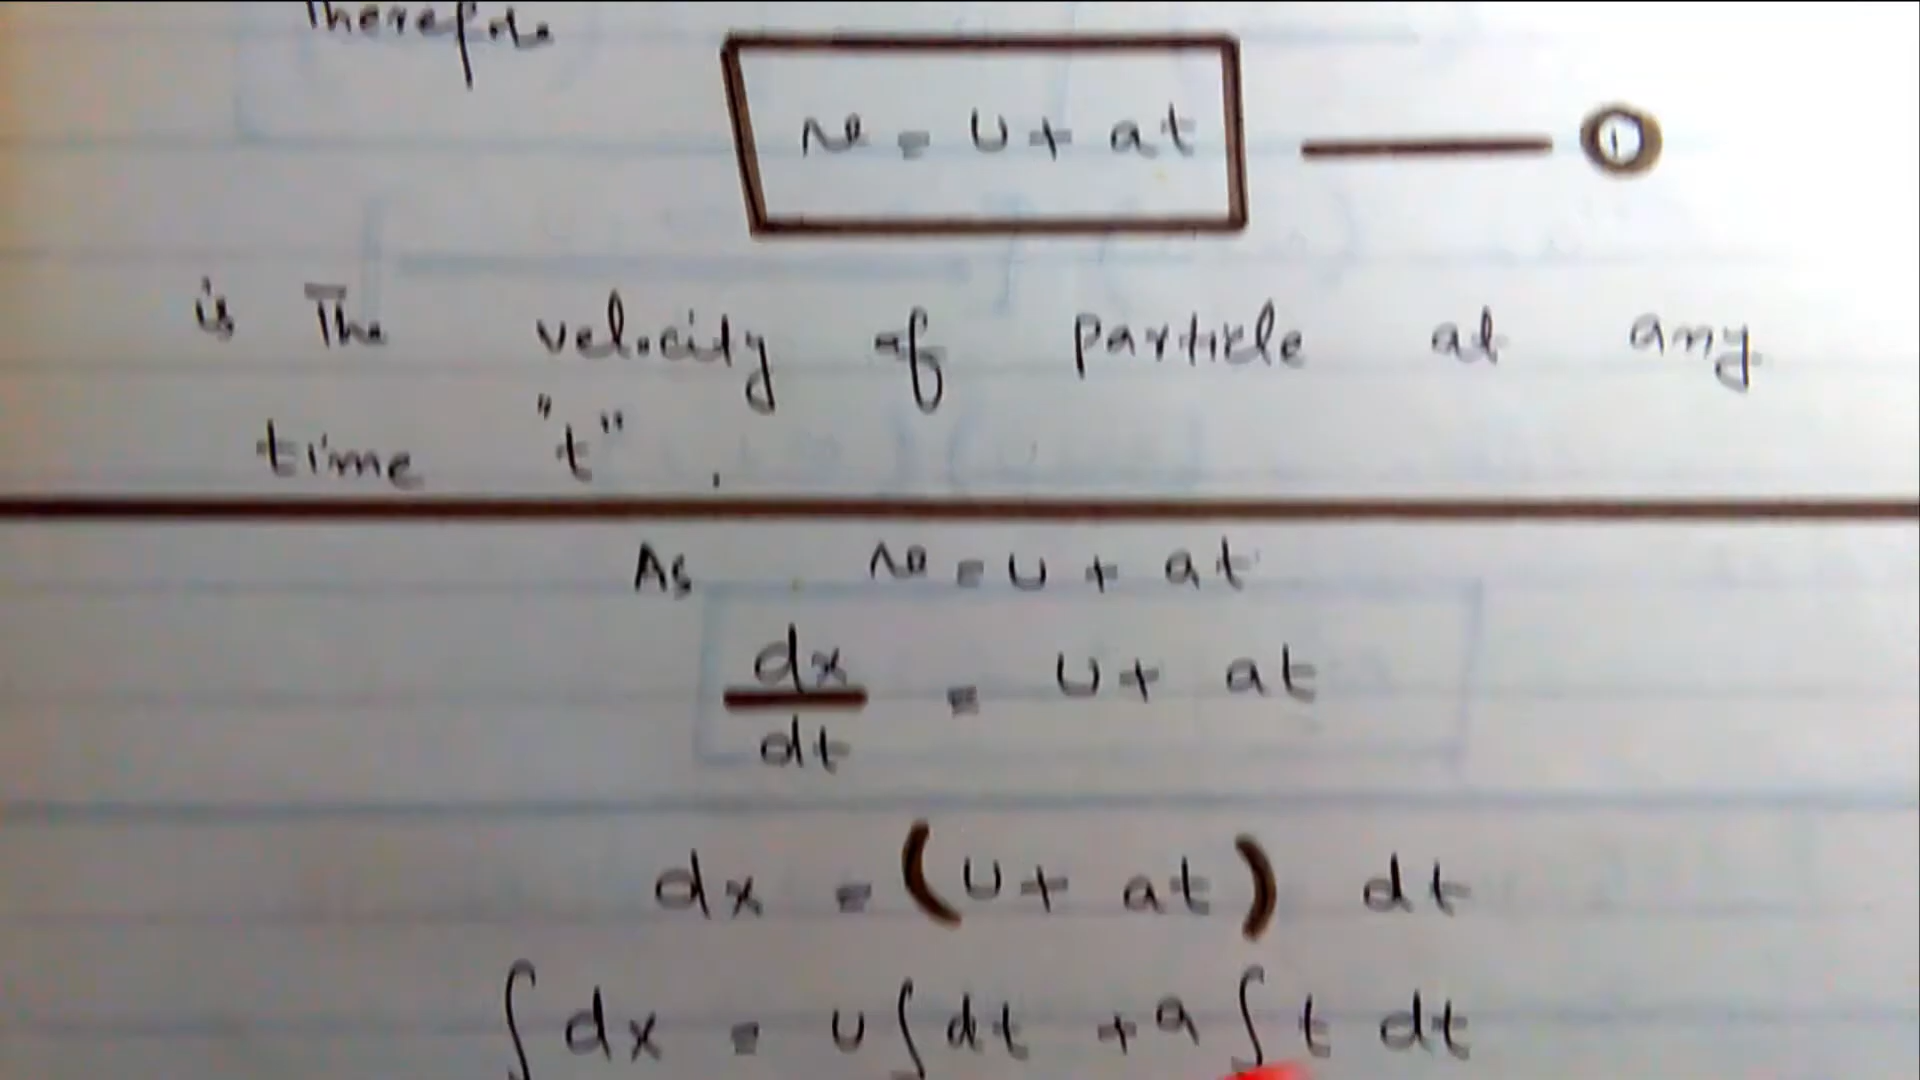 Therefore
v = u + at —— ①
is The velocity of particle at any
time "t".
As v = u + at
dx/dt = u + at
dx = (u + at) dt
∫dx = u∫dt + a∫t dt